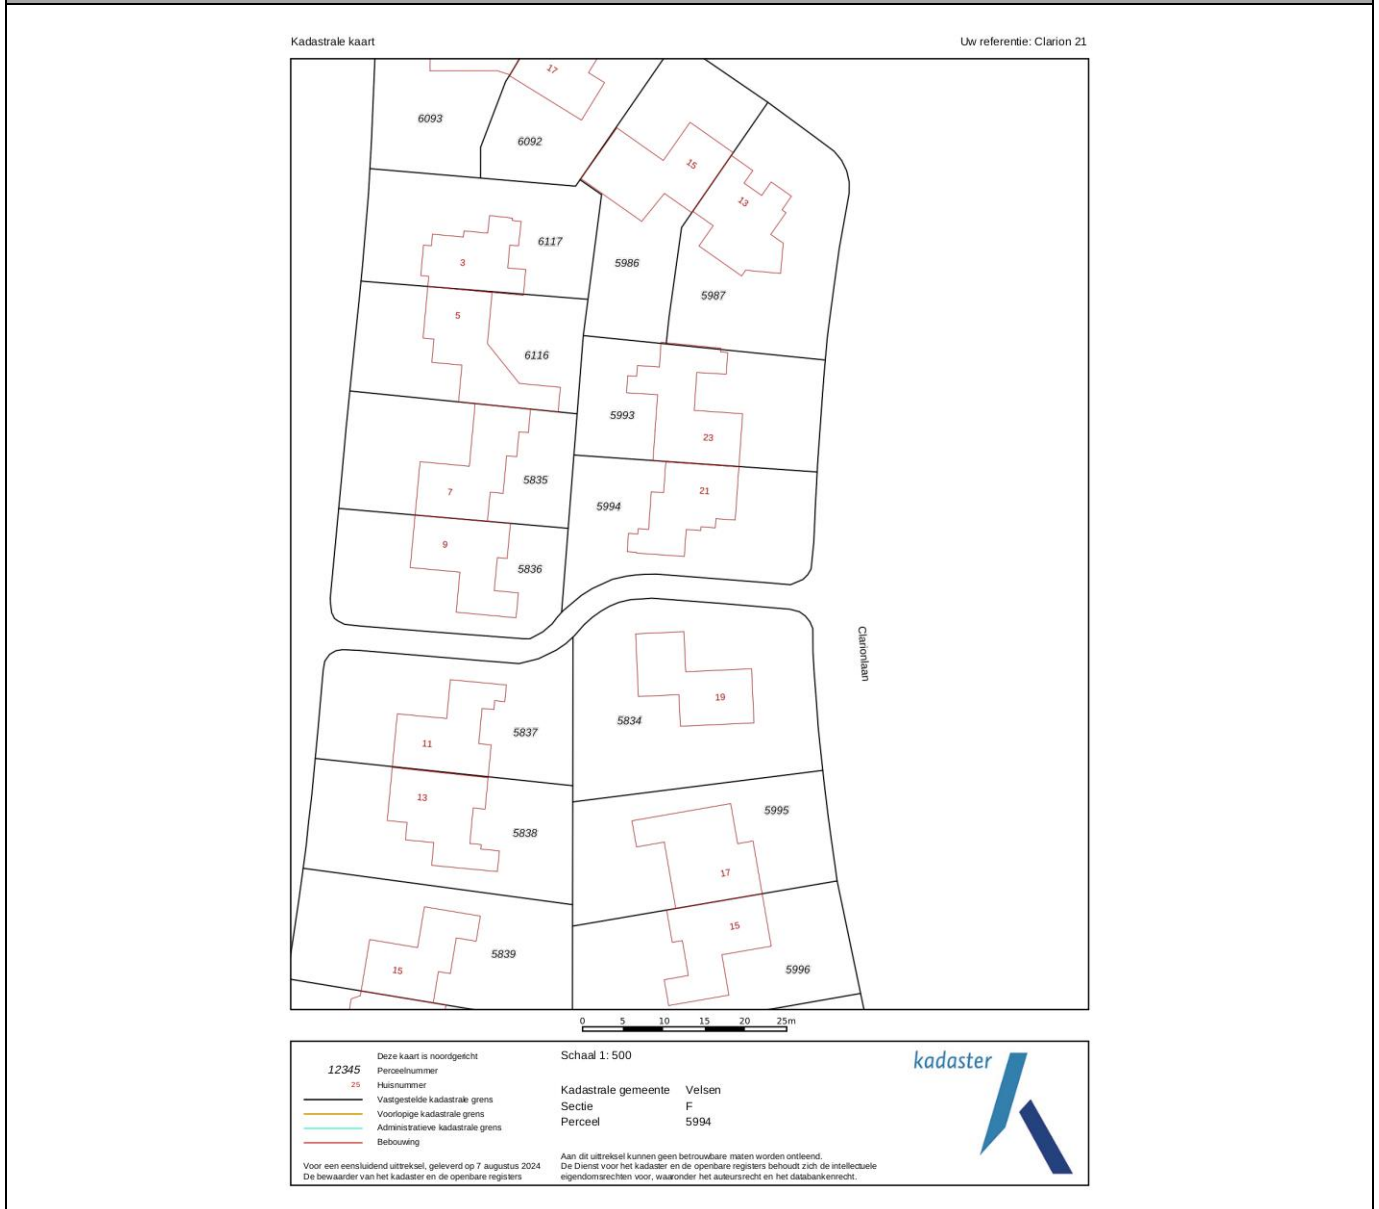 Kadastrale kaart
Uw referentie: Clarion 21
17
6093
6092
15
13
6117
3
5986
5987
5
6116
5993
23
5835
7
21
5994
9
5836
Clarionlaan
19
5834
5837
11
13
5838
5995
17
15
5839
15
5996
0 5 10 15 20 25m
Deze kaart is noordgericht
12345 Perceelnummer
25 Huisnummer
Vastgestelde kadastrale grens
Voorlopige kadastrale grens
Administratieve kadastrale grens
Bebouwing
Voor een eensluidend uittreksel, geleverd op 7 augustus 2024
De bewaarder van het kadaster en de openbare registers
Schaal 1: 500
Kadastrale gemeente Velsen
Sectie F
Perceel 5994
Aan dit uittreksel kunnen geen betrouwbare maten worden ontleend.
De Dienst voor het kadaster en de openbare registers behoudt zich de intellectuele
eigendomsrechten voor, waaronder het auteursrecht en het databankenrecht.
kadaster